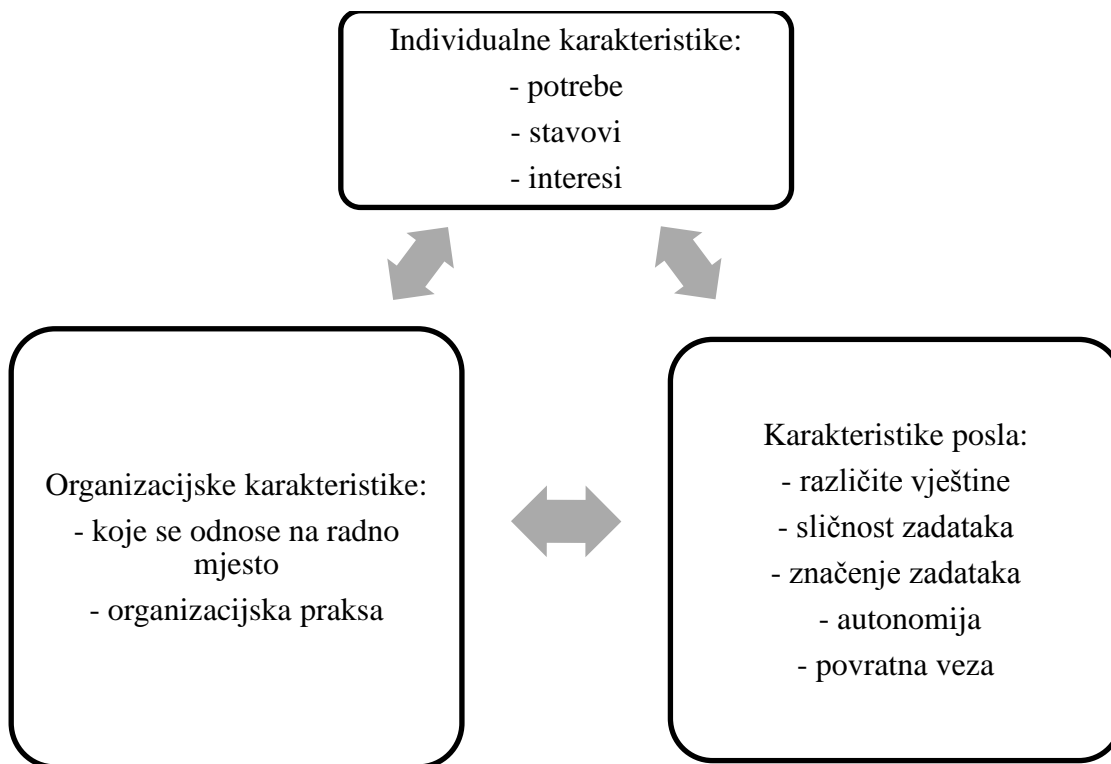 Individualne karakteristike:
- potrebe
- stavovi
- interesi
Organizacijske karakteristike:
- koje se odnose na radno
mjesto
- organizacijska praksa
Karakteristike posla:
- različite vještine
- sličnost zadataka
- značenje zadataka
- autonomija
- povratna veza